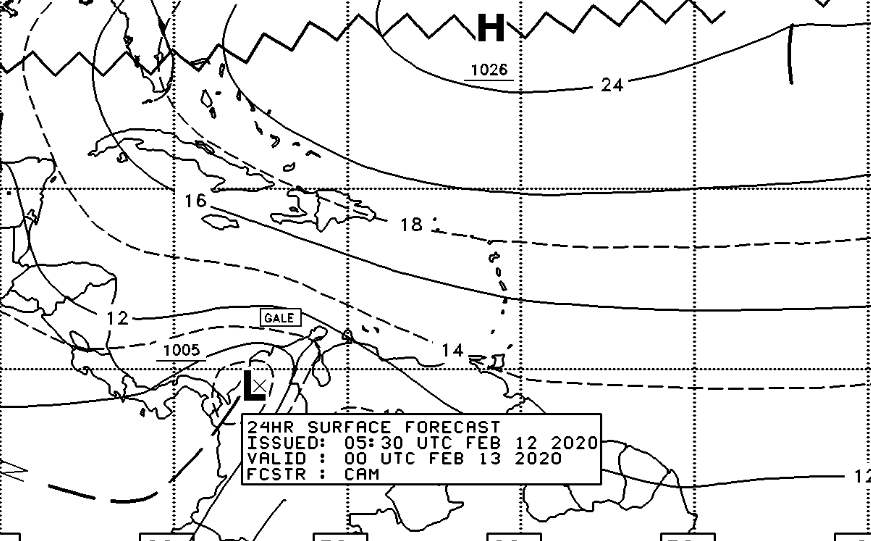 H
1026
24
16
18
GALE
12
1005
14
L
24HR SURFACE FORECAST
ISSUED: 05:30 UTC FEB 12 2020
VALID : 00 UTC FEB 13 2020
FCSTR : CAM
12